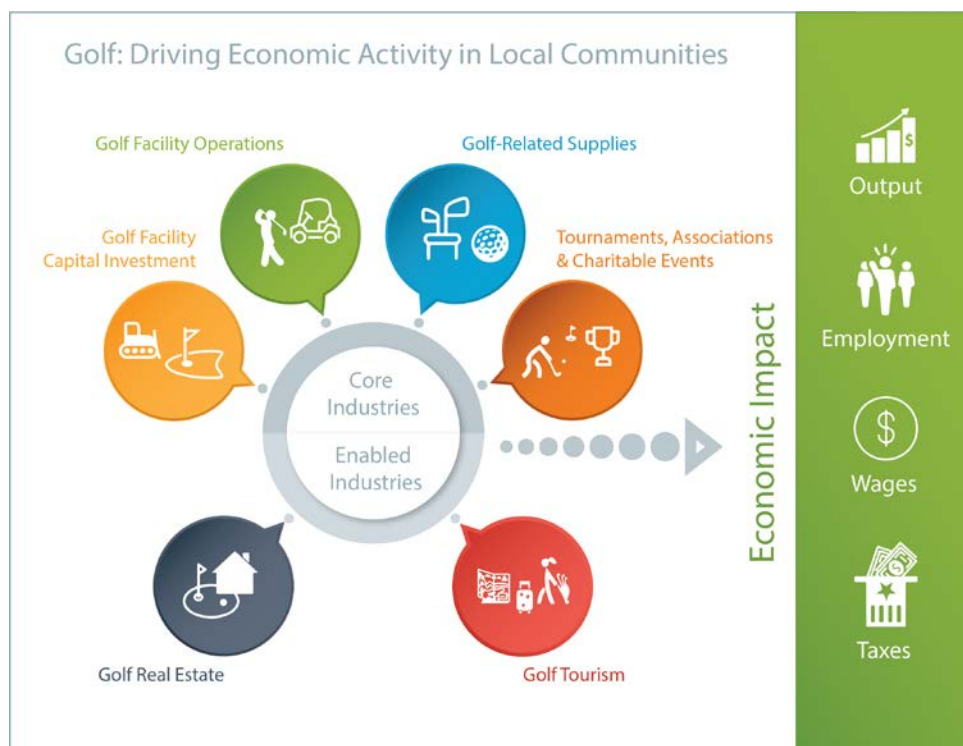 Golf: Driving Economic Activity in Local Communities
Golf Facility Operations
Golf-Related Supplies
Golf Facility
Capital Investment
Tournaments, Associations
& Charitable Events
Core
Industries
Enabled
Industries
Golf Real Estate
Golf Tourism
Economic Impact
$
Output
Employment
$
Wages
$
Taxes